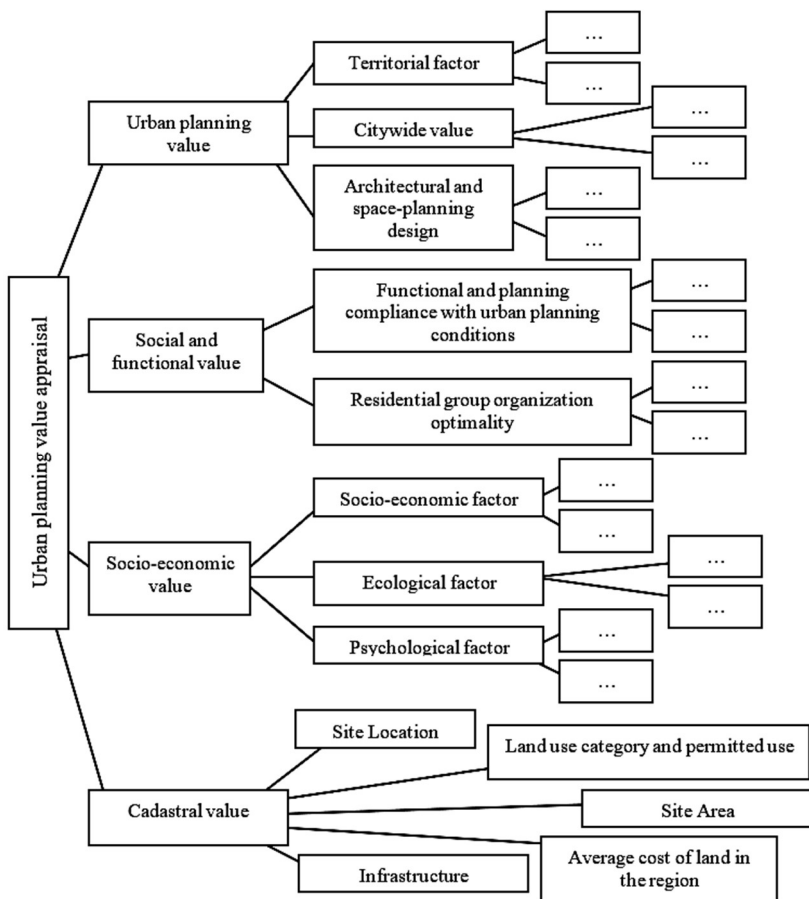 Urban planning value appraisal
Urban planning
value
Territorial factor
…
…
Citywide value
…
…
Architectural and
space-planning
design
…
…
Social and
functional value
Functional and planning
compliance with urban planning
conditions
…
…
Residential group organization
optimality
…
…
Socio-economic
value
Socio-economic factor
…
…
Ecological factor
…
…
Psychological factor
…
…
Cadastral value
Site Location
Land use category and permitted use
Site Area
Average cost of land in
the region
Infrastructure